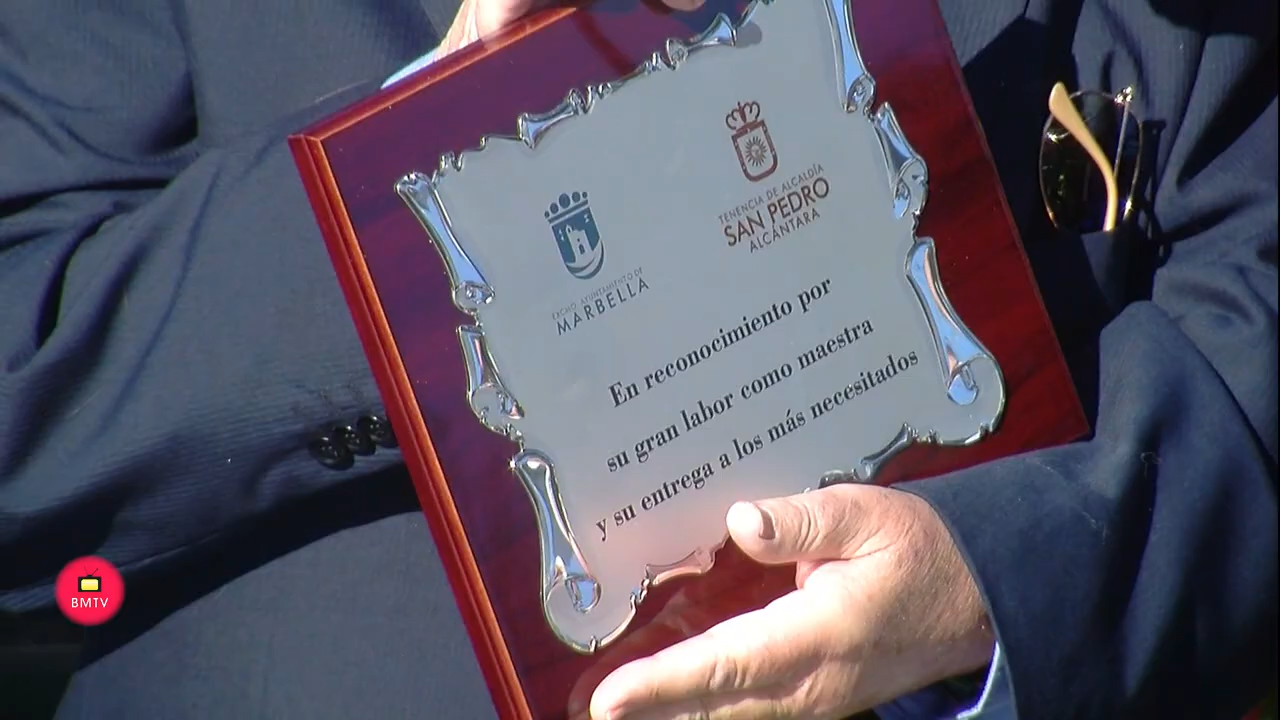 EXCMO. AYUNTAMIENTO DE
MARBELLA
TENENCIA DE ALCALDÍA
SAN PEDRO
ALCÁNTARA
En reconocimiento por
su gran labor como maestra
y su entrega a los más necesitados
BMTV